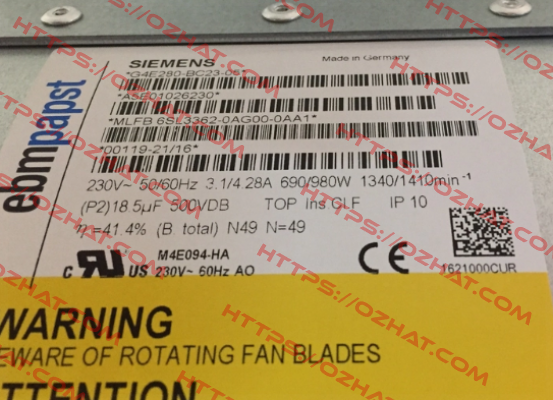 SIEMENS
Made in Germany
*G4E280-BC23-05*
*A5E01026230*
*MLFB 6SL3362-0AG00-0AA1*
*00119-21/16*
ebmpapst
230V~ 50/60Hz 3.1/4.28A 690/980W 1340/1410min⁻¹
(P2)18.5µF 500VDB TOP Ins CLF IP 10
η=41.4% (B. total) N49 N=49
M4E094-HA
C US 230V~ 60Hz AO
CE
1621000CUR
WARNING
EWARE OF ROTATING FAN BLADES
ATTENTION
HTTPS://OZHAT.COM